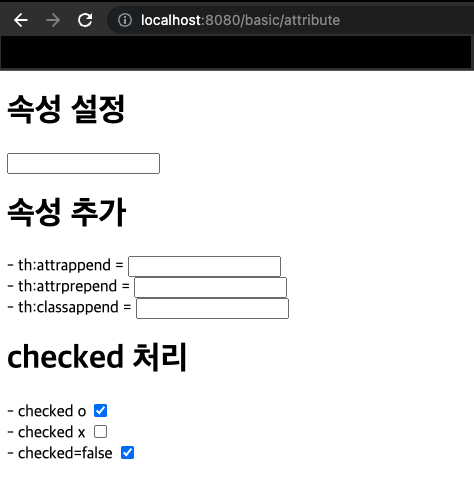 localhost:8080/basic/attribute
속성 설정
속성 추가
- th:attrappend =
- th:attrprepend =
- th:classappend =
checked 처리
- checked o
- checked x
- checked=false